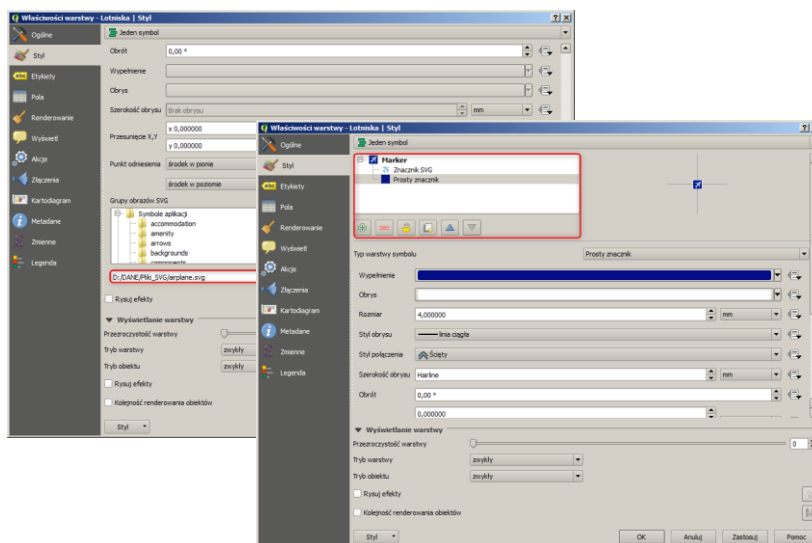 Właściwości warstwy - Lotniska | Styl
Ogólne
Styl
Etykiety
Pola
Renderowanie
Wyświetl
Akcje
Złączenia
Kartodiagram
Metadane
Zmienne
Legenda
Jeden symbol
Obrót
0,00 °
Wypełnienie
Obrys
Szerokość obrysu
Brak obrysu
mm
Przesunięcie X,Y
x 0,000000
y 0,000000
Punkt odniesienia
środek w pionie
środek w poziomie
Grupy obrazów SVG
Symbole aplikacji
accommodation
amenity
arrows
backgrounds
D:/DANE/Pliki_SVG/airplane.svg
Rysuj efekty
Wyświetlanie warstwy
Przezroczystość warstwy
Tryb warstwy
zwykły
Tryb obiektu
zwykły
Rysuj efekty
Kolejność renderowania obiektów
Styl
Właściwości warstwy - Lotniska | Styl
Ogólne
Styl
Etykiety
Pola
Renderowanie
Wyświetl
Akcje
Złączenia
Kartodiagram
Metadane
Zmienne
Legenda
Jeden symbol
Marker
Znacznik SVG
Prosty znacznik
Typ warstwy symbolu
Prosty znacznik
Wypełnienie
Obrys
Rozmiar
4,000000
mm
Styl obrysu
linia ciągła
Styl połączenia
Ścięty
Szerokość obrysu
Hairline
mm
Obrót
0,00 °
0,000000
Wyświetlanie warstwy
Przezroczystość warstwy
0
Tryb warstwy
zwykły
Tryb obiektu
zwykły
Rysuj efekty
Kolejność renderowania obiektów
Styl
OK
Anuluj
Zastosuj
Pomoc